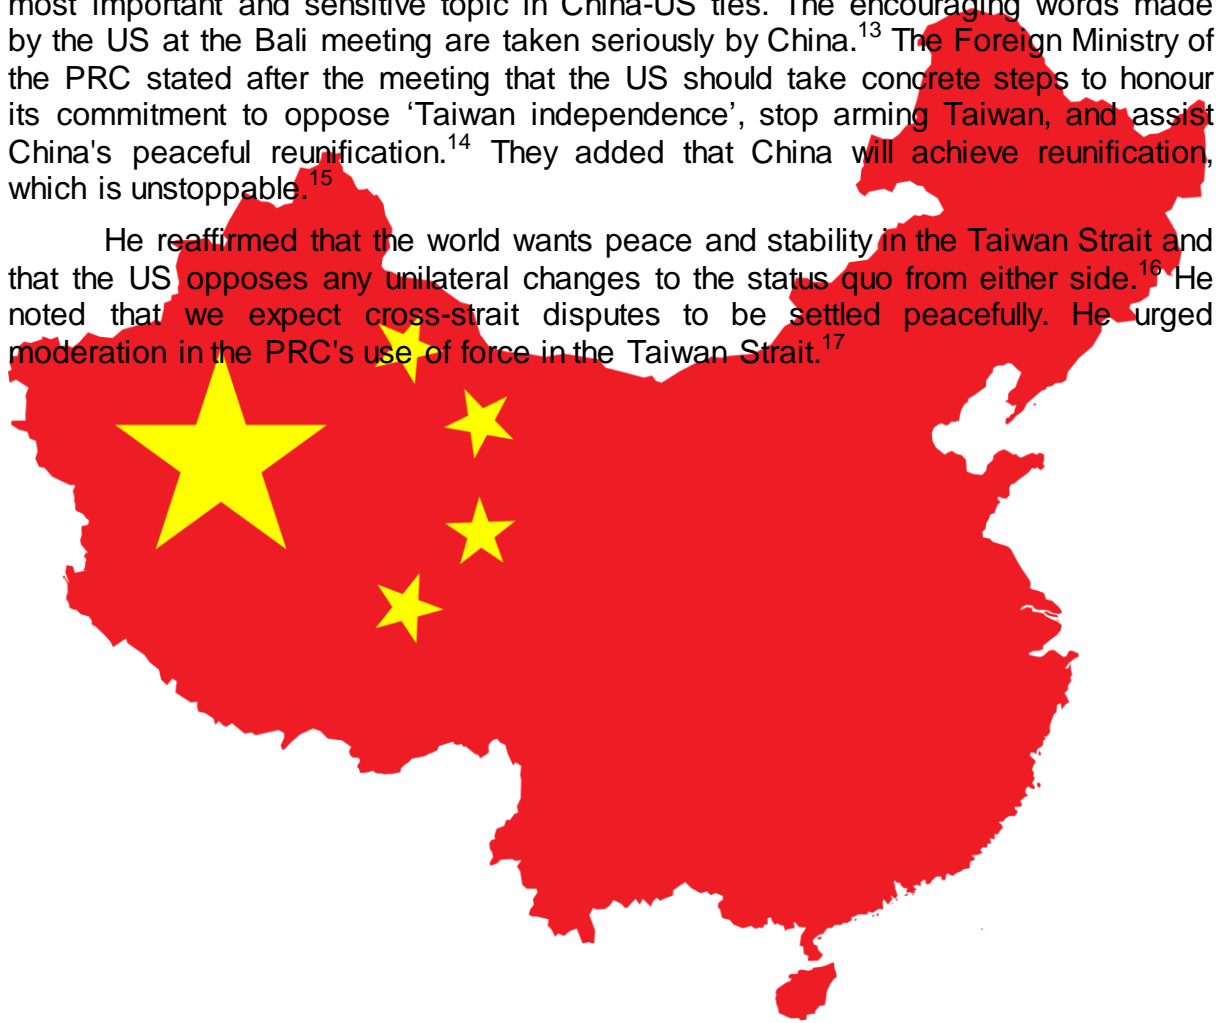 most important and sensitive topic in China-US ties. The encouraging words made
by the US at the Bali meeting are taken seriously by China.13 The Foreign Ministry of
the PRC stated after the meeting that the US should take concrete steps to honour
its commitment to oppose ‘Taiwan independence’, stop arming Taiwan, and assist
China's peaceful reunification.14 They added that China will achieve reunification,
which is unstoppable.15
He reaffirmed that the world wants peace and stability in the Taiwan Strait and
that the US opposes any unilateral changes to the status quo from either side.16 He
noted that we expect cross-strait disputes to be settled peacefully. He urged
moderation in the PRC's use of force in the Taiwan Strait.17